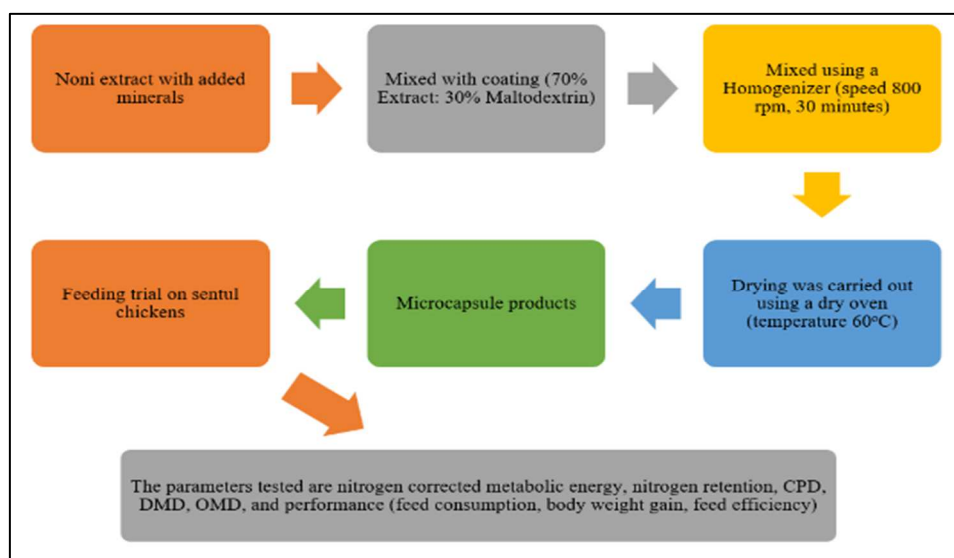 Noni extract with added
minerals
Mixed with coating (70%
Extract: 30% Maltodextrin)
Mixed using a
Homogenizer (speed 800
rpm, 30 minutes)
Drying was carried out
using a dry oven
(temperature 60°C)
Microcapsule products
Feeding trial on sentul
chickens
The parameters tested are nitrogen corrected metabolic energy, nitrogen retention, CPD,
DMD, OMD, and performance (feed consumption, body weight gain, feed efficiency)